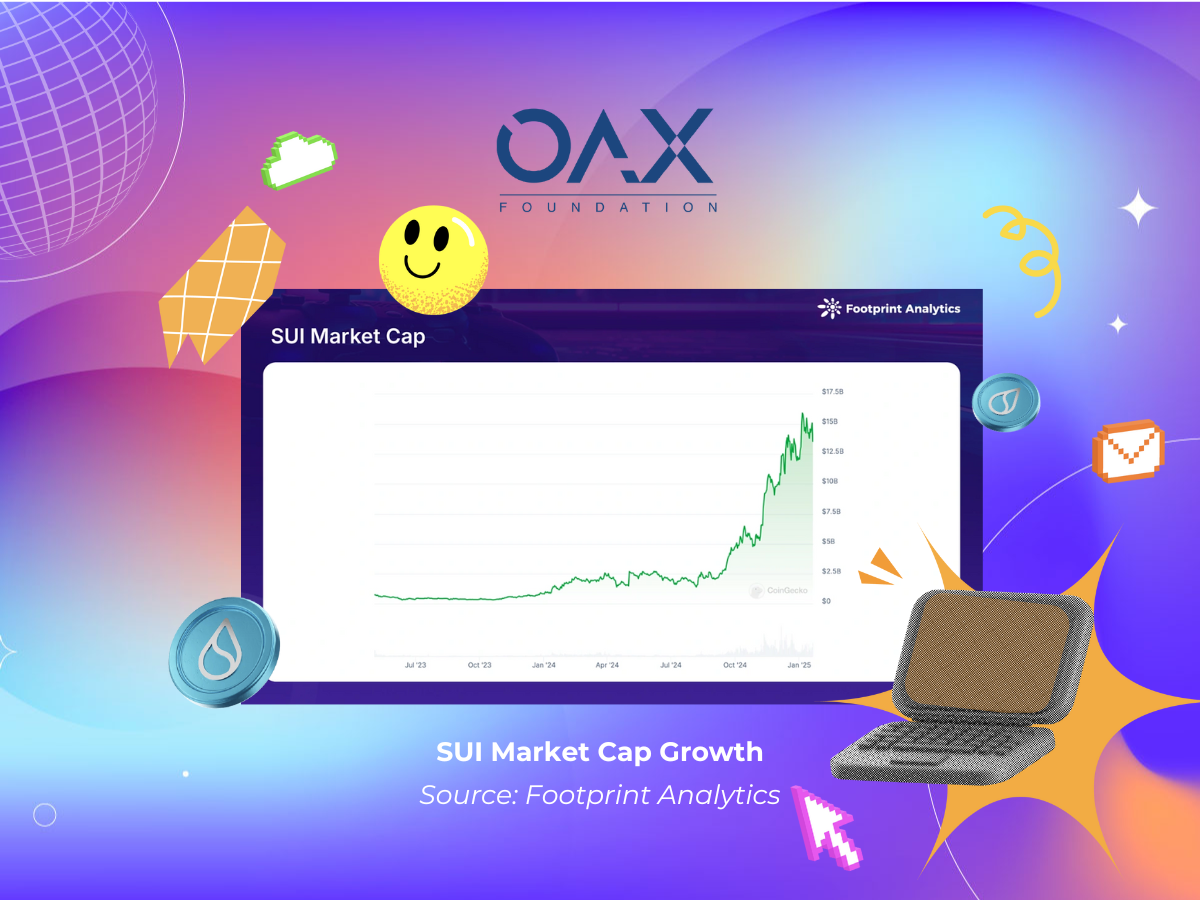 OAX
FOUNDATION
Footprint Analytics
SUI Market Cap
$17.5B
$15B
$12.5B
$10B
$7.5B
$5B
$2.5B
CoinGecko
$0
Jul '23
Oct '23
Jan '24
Apr '24
Jul '24
Oct '24
Jan '25
SUI Market Cap Growth
Source: Footprint Analytics